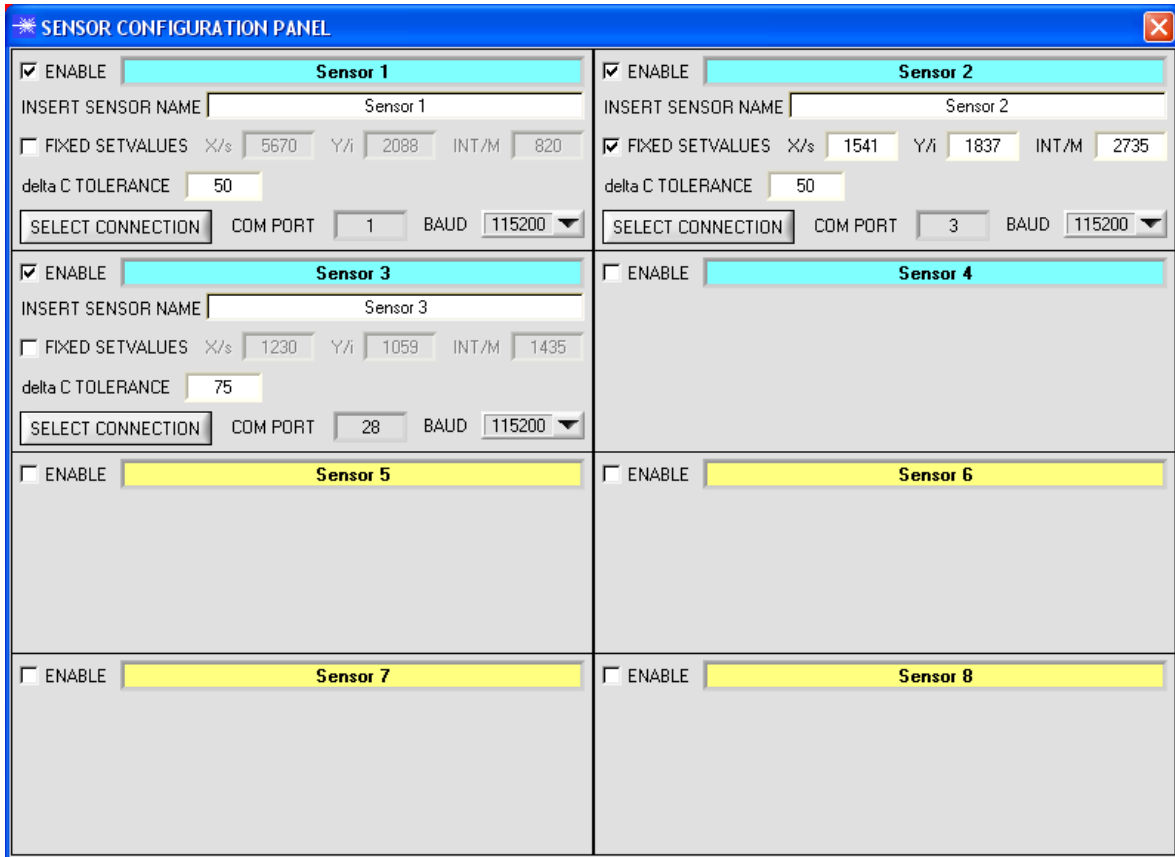 SENSOR CONFIGURATION PANEL
ENABLE Sensor 1
INSERT SENSOR NAME Sensor 1
FIXED SETVALUES X/s 5670 Y/i 2088 INT/M 820
delta C TOLERANCE 50
SELECT CONNECTION COM PORT 1 BAUD 115200
ENABLE Sensor 2
INSERT SENSOR NAME Sensor 2
FIXED SETVALUES X/s 1541 Y/i 1837 INT/M 2735
delta C TOLERANCE 50
SELECT CONNECTION COM PORT 3 BAUD 115200
ENABLE Sensor 3
INSERT SENSOR NAME Sensor 3
FIXED SETVALUES X/s 1230 Y/i 1059 INT/M 1435
delta C TOLERANCE 75
SELECT CONNECTION COM PORT 28 BAUD 115200
ENABLE Sensor 4
ENABLE Sensor 5
ENABLE Sensor 6
ENABLE Sensor 7
ENABLE Sensor 8